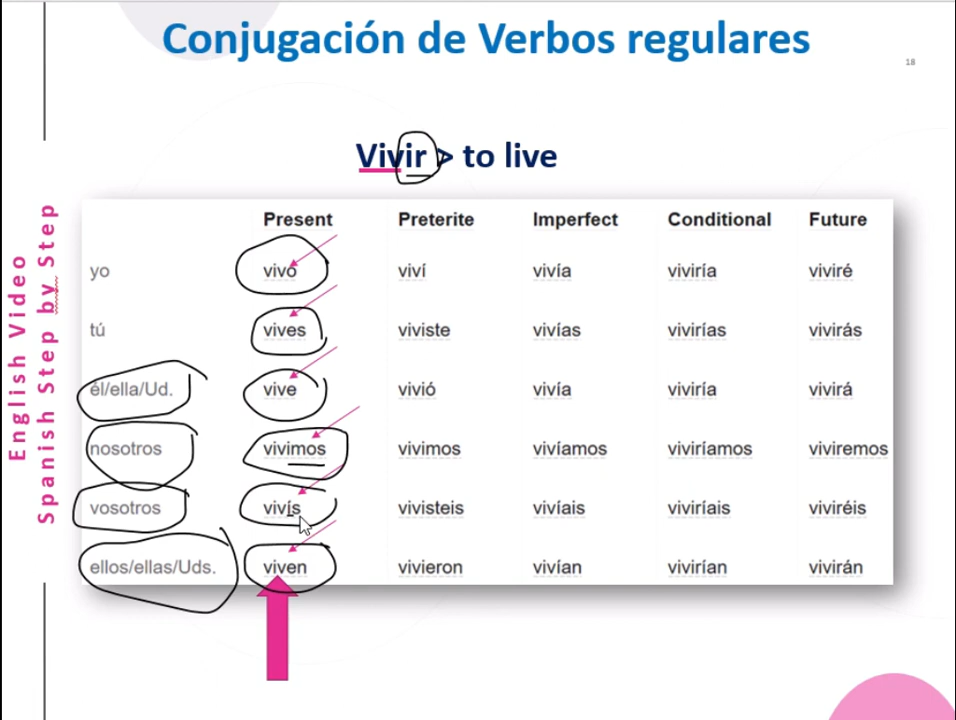 Conjugación de Verbos regulares
18
Vivir > to live
English Video
Spanish Step by Step
Present Preterite Imperfect Conditional Future
yo vivo viví vivía viviría viviré
tú vives viviste vivías vivirías vivirás
él/ella/Ud. vive vivió vivía viviría vivirá
nosotros vivimos vivimos vivíamos viviríamos viviremos
vosotros vivís vivisteis vivíais viviríais viviréis
ellos/ellas/Uds. viven vivieron vivían vivirían vivirán